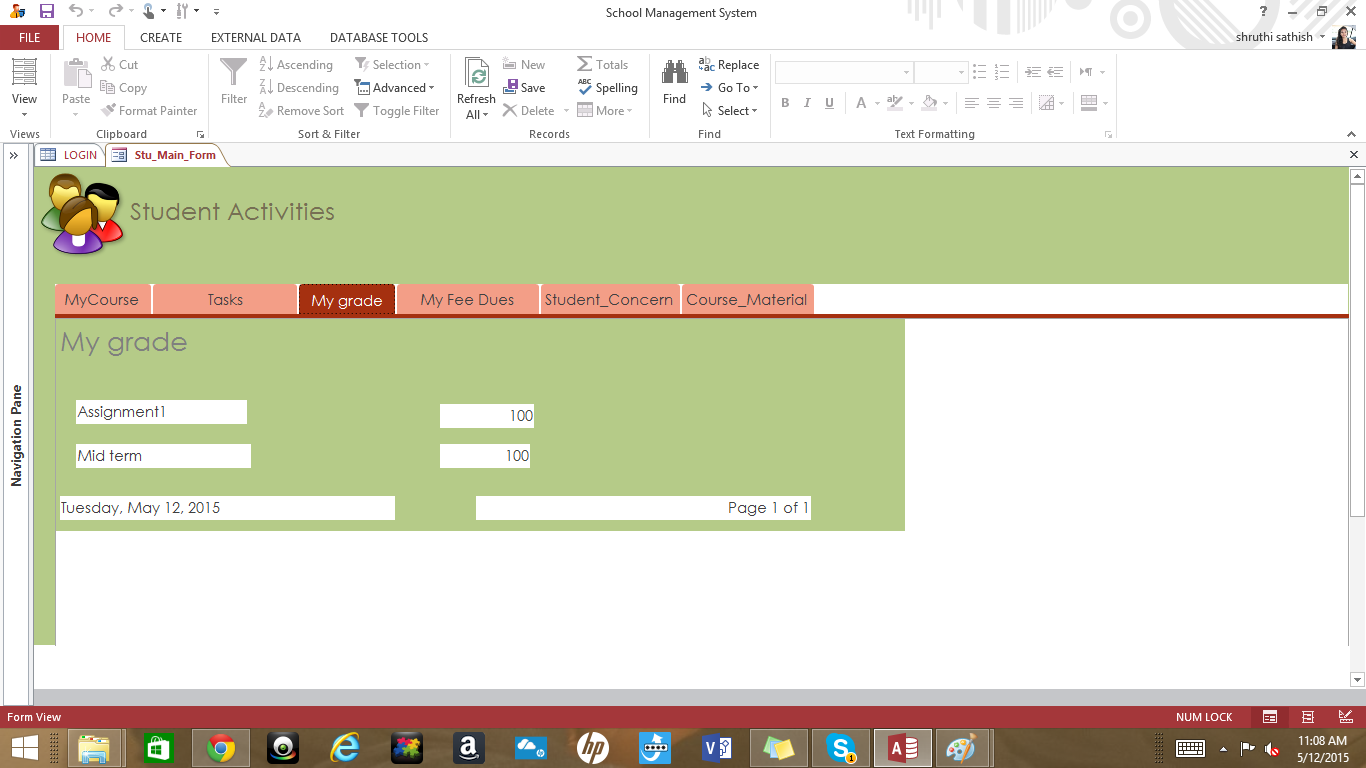 School Management System
?
FILE HOME CREATE EXTERNAL DATA DATABASE TOOLS shruthi sathish
View Paste Cut Copy Format Painter Filter Ascending Descending Remove Sort Selection Advanced Toggle Filter Refresh All New Save Delete Totals Spelling More Find Replace Go To Select B I U A
Views Clipboard Sort & Filter Records Find Text Formatting
LOGIN Stu_Main_Form
Navigation Pane
Student Activities
MyCourse Tasks My grade My Fee Dues Student_Concern Course_Material
My grade
Assignment1 100
Mid term 100
Tuesday, May 12, 2015 Page 1 of 1
Form View NUM LOCK
11:08 AM
5/12/2015